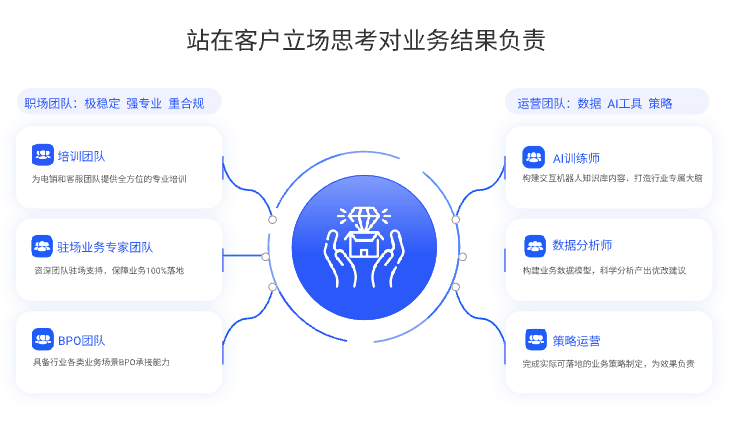 站在客户立场思考对业务结果负责
职场团队：极稳定 强专业 重合规
培训团队
为电销和客服团队提供全方位的专业培训
驻场业务专家团队
资深团队驻场支持，保障业务100%落地
BPO团队
具备行业各类业务场景BPO承接能力
运营团队：数据 AI工具 策略
AI训练师
构建交互机器人知识库内容，打造行业专属大脑
数据分析师
构建业务数据模型，科学分析产出优改建议
策略运营
完成实际可落地的业务策略制定，为效果负责